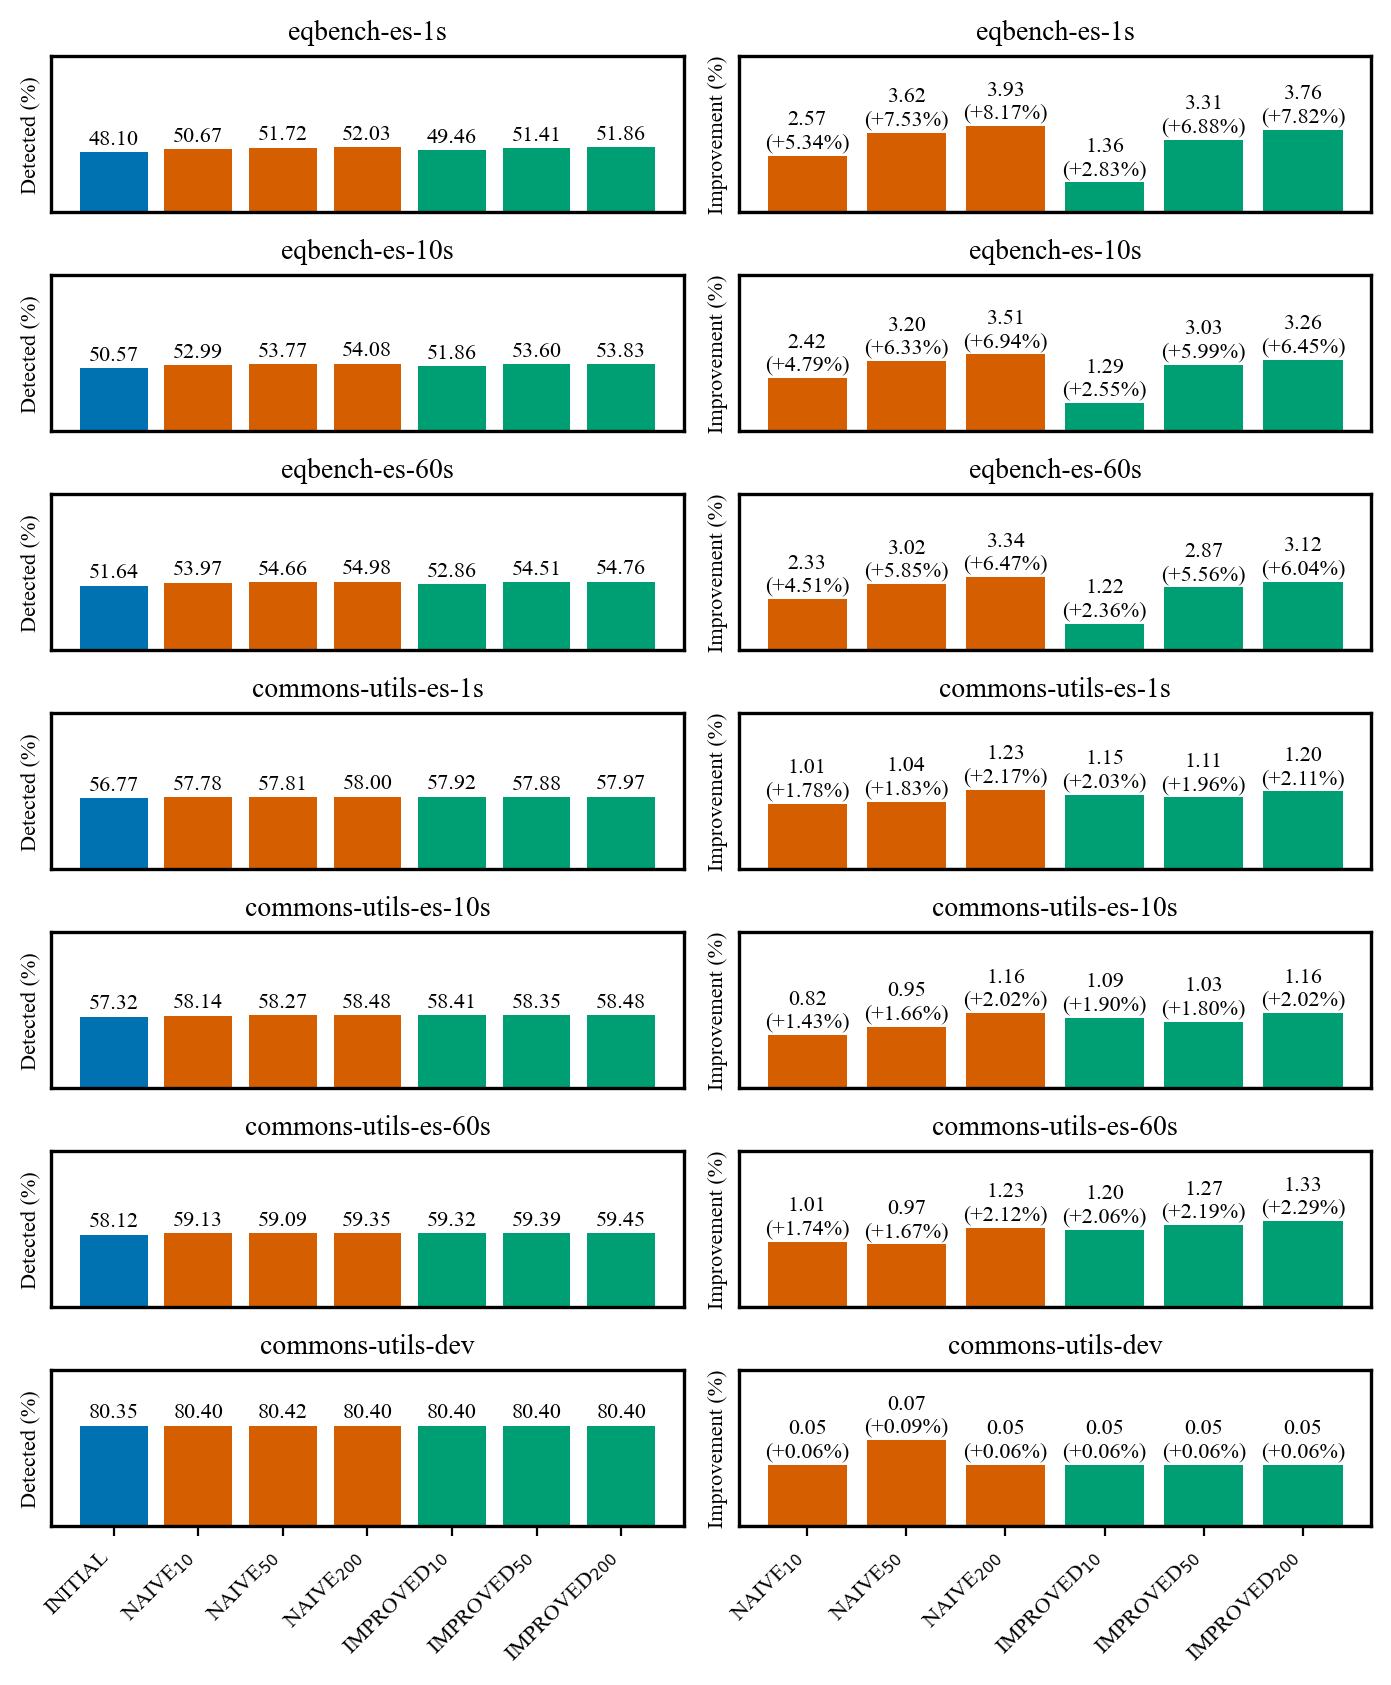 eqbench-es-1s
Detected (%)
48.10 50.67 51.72 52.03 49.46 51.41 51.86
eqbench-es-1s
Improvement (%)
2.57 3.62 3.93 1.36 3.31 3.76
(+5.34%) (+7.53%) (+8.17%) (+2.83%) (+6.88%) (+7.82%)
eqbench-es-10s
Detected (%)
50.57 52.99 53.77 54.08 51.86 53.60 53.83
eqbench-es-10s
Improvement (%)
2.42 3.20 3.51 1.29 3.03 3.26
(+4.79%) (+6.33%) (+6.94%) (+2.55%) (+5.99%) (+6.45%)
eqbench-es-60s
Detected (%)
51.64 53.97 54.66 54.98 52.86 54.51 54.76
eqbench-es-60s
Improvement (%)
2.33 3.02 3.34 1.22 2.87 3.12
(+4.51%) (+5.85%) (+6.47%) (+2.36%) (+5.56%) (+6.04%)
commons-utils-es-1s
Detected (%)
56.77 57.78 57.81 58.00 57.92 57.88 57.97
commons-utils-es-1s
Improvement (%)
1.01 1.04 1.23 1.15 1.11 1.20
(+1.78%) (+1.83%) (+2.17%) (+2.03%) (+1.96%) (+2.11%)
commons-utils-es-10s
Detected (%)
57.32 58.14 58.27 58.48 58.41 58.35 58.48
commons-utils-es-10s
Improvement (%)
0.82 0.95 1.16 1.09 1.03 1.16
(+1.43%) (+1.66%) (+2.02%) (+1.90%) (+1.80%) (+2.02%)
commons-utils-es-60s
Detected (%)
58.12 59.13 59.09 59.35 59.32 59.39 59.45
commons-utils-es-60s
Improvement (%)
1.01 0.97 1.23 1.20 1.27 1.33
(+1.74%) (+1.67%) (+2.12%) (+2.06%) (+2.19%) (+2.29%)
commons-utils-dev
Detected (%)
80.35 80.40 80.42 80.40 80.40 80.40 80.40
INITIAL NAIVE10 NAIVE50 NAIVE200 IMPROVED10 IMPROVED50 IMPROVED200
commons-utils-dev
Improvement (%)
0.05 0.07 0.05 0.05 0.05 0.05
(+0.06%) (+0.09%) (+0.06%) (+0.06%) (+0.06%) (+0.06%)
NAIVE10 NAIVE50 NAIVE200 IMPROVED10 IMPROVED50 IMPROVED200